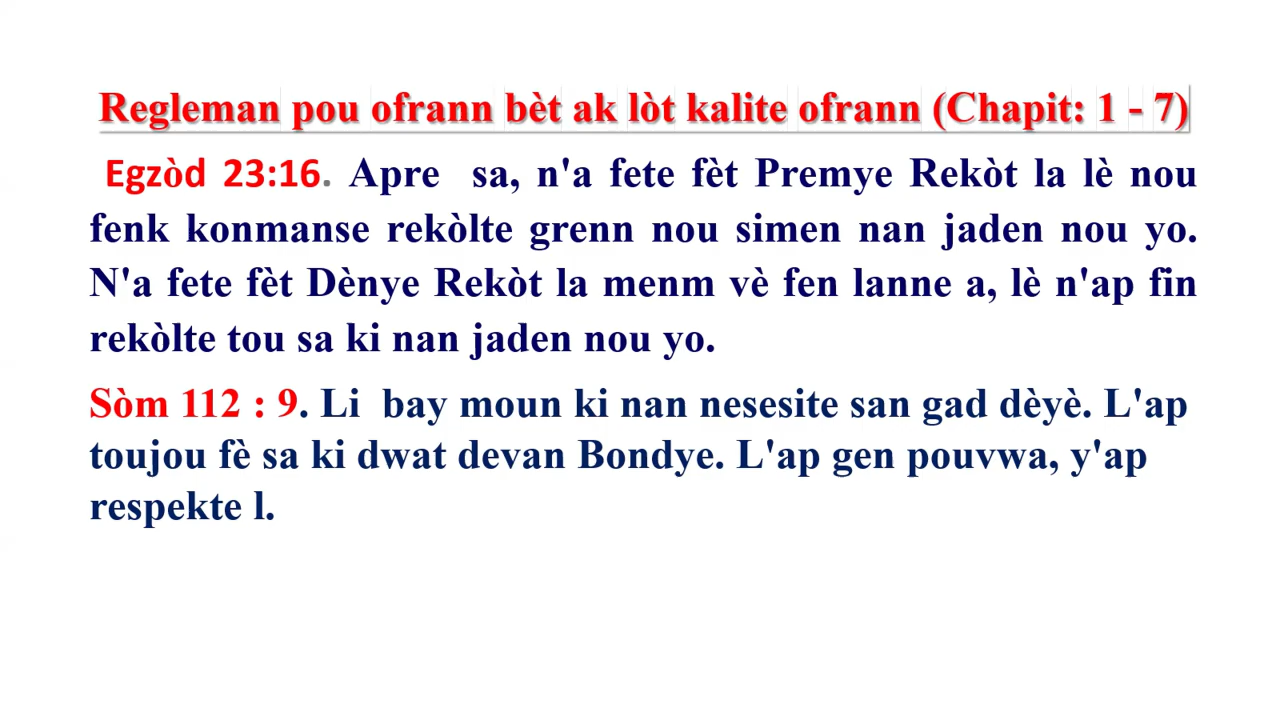 Regleman pou ofrann bèt ak lòt kalite ofrann (Chapit: 1 - 7)
Egzòd 23:16. Apre sa, n'a fete fèt Premye Rekòt la lè nou
fenk konmanse rekòlte grenn nou simen nan jaden nou yo.
N'a fete fèt Dènye Rekòt la menm vè fen lanne a, lè n'ap fin
rekòlte tou sa ki nan jaden nou yo.
Sòm 112 : 9. Li bay moun ki nan nesesite san gad dèyè. L'ap
toujou fè sa ki dwat devan Bondye. L'ap gen pouvwa, y'ap
respekte l.